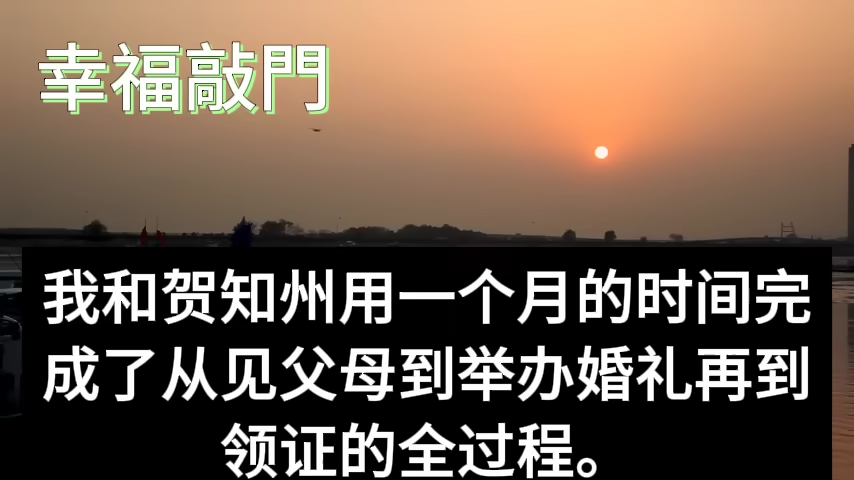 幸福敲門
我和贺知州用一个月的时间完
成了从见父母到举办婚礼再到
领证的全过程。